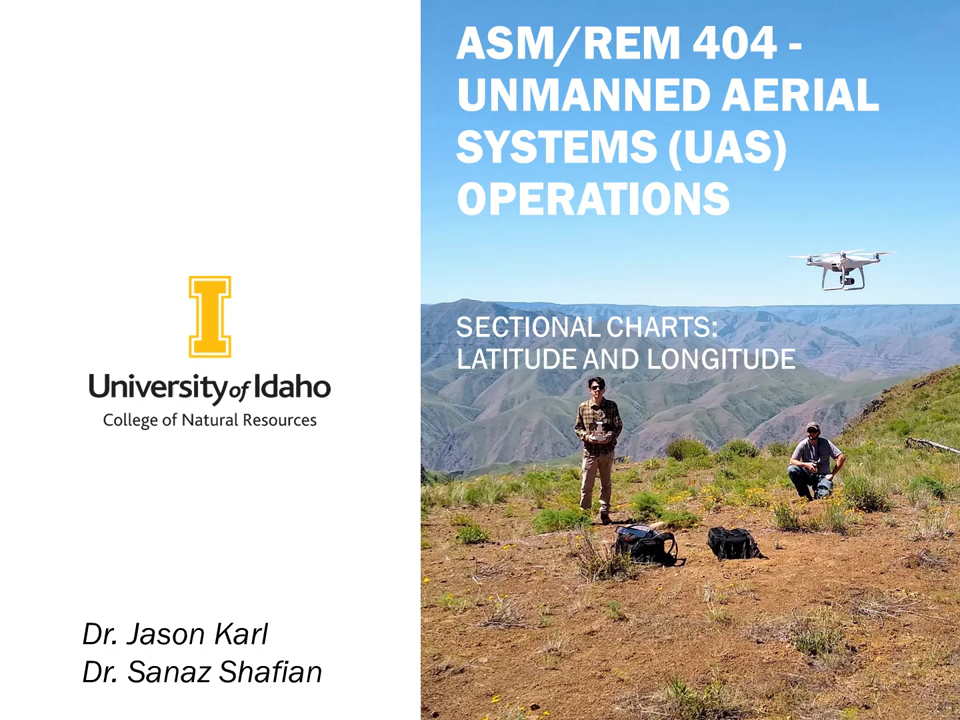 ASM/REM 404 -
UNMANNED AERIAL
SYSTEMS (UAS)
OPERATIONS
SECTIONAL CHARTS:
LATITUDE AND LONGITUDE
I
University of Idaho
College of Natural Resources
Dr. Jason Karl
Dr. Sanaz Shafian